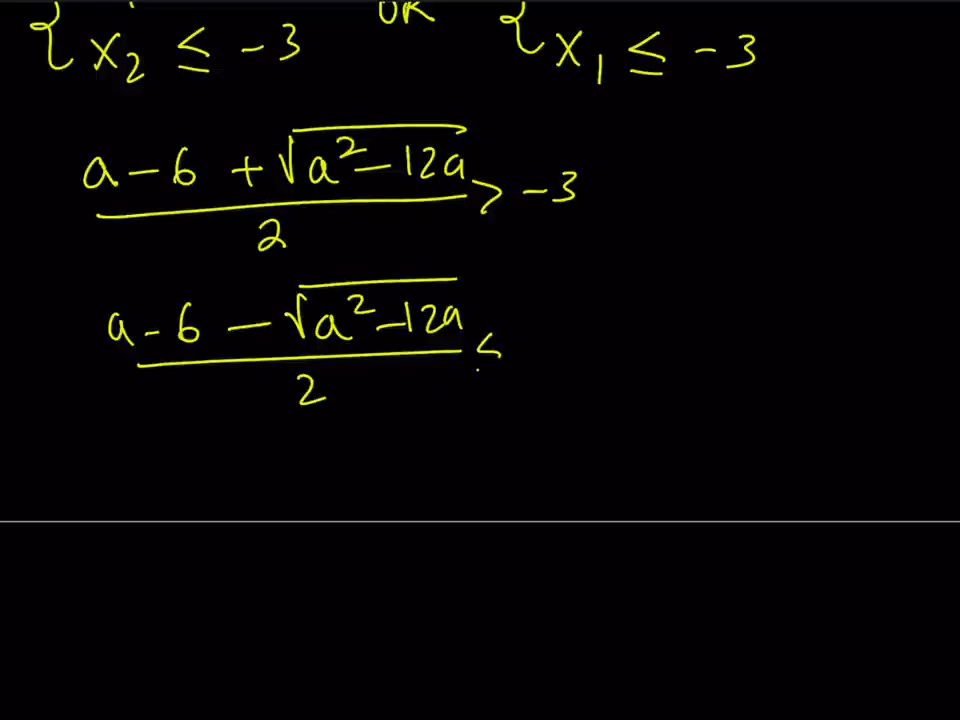 OR
{ x₂ ≤ -3 { x₁ ≤ -3
(a - 6 + √(a² - 12a))/2 > -3
(a - 6 - √(a² - 12a))/2 <